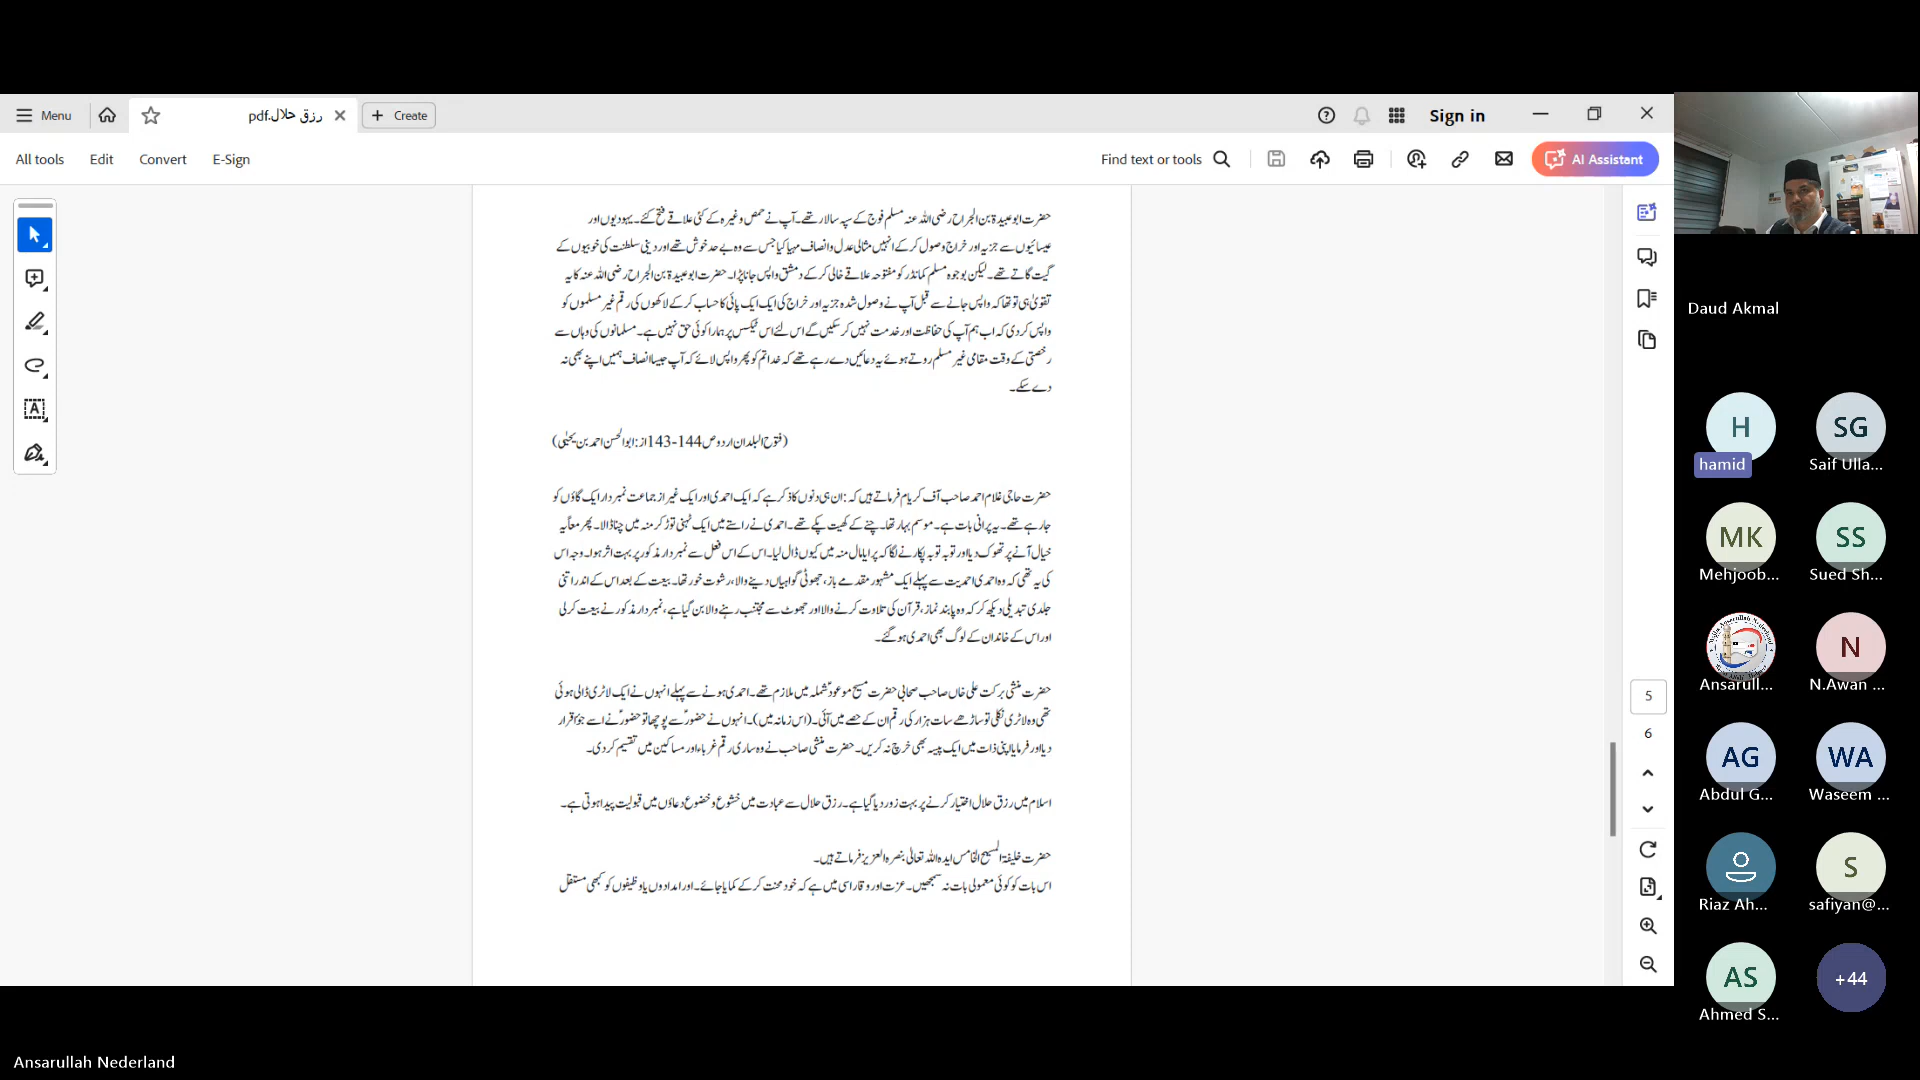 Menu
رزق حلال.pdf
Create
Sign in
All tools
Edit
Convert
E-Sign
Find text or tools
AI Assistant
حضرت ابو عبیدۃ بن الجراح رضی اللہ عنہ مسلم فوج کے سپہ سالار تھے۔ آپ نے حمص وغیرہ کے کئی علاقے فتح کئے۔ یہودیوں اور
عیسائیوں سے جزیہ اور خراج وصول کر کے انہیں مثالی عدل و انصاف مہیا کیا جس سے وہ بے حد خوش تھے اور دینی سلطنت کی خوبیوں کے
گیت گاتے تھے۔ لیکن بوجوہ مسلم کمانڈر کو مفتوحہ علاقے خالی کر کے دمشق واپس جانا پڑا۔ حضرت ابو عبیدۃ بن الجراح رضی اللہ عنہ کا یہ
تقویٰ ہی تو تھا کہ واپس جانے سے قبل آپ نے وصول شدہ جزیہ اور خراج کی ایک ایک پائی کا حساب کر کے لاکھوں کی رقم غیر مسلموں کو
واپس کر دی کہ اب ہم آپ کی حفاظت اور خدمت نہیں کر سکیں گے اس لئے اس ٹیکس پر ہمارا کوئی حق نہیں ہے۔ مسلمانوں کی وہاں سے
رخصتی کے وقت مقامی غیر مسلم روتے ہوئے یہ دعائیں دے رہے تھے کہ خدا تم کو پھر واپس لائے کہ آپ جیسا انصاف ہمیں اپنے بھی نہ
دے سکے۔
(فتوح البلدان اردو ص 144-143 از: ابوالحسن احمد بن یحییٰ)
حضرت حاجی غلام احمد صاحب آف کریام فرماتے ہیں کہ: ان ہی دنوں کا ذکر ہے کہ ایک احمدی اور ایک غیر از جماعت نمبردار ایک گاؤں کو
جا رہے تھے۔ یہ پرانی بات ہے۔ موسم بہار تھا۔ چنے کے کھیت پکے تھے۔ احمدی نے راستے میں ایک ٹہنی توڑ کر منہ میں چنا ڈالا۔ پھر معاً یہ
خیال آنے پر تھوک دیا اور توبہ توبہ پکارنے لگا کہ پرایا مال منہ میں کیوں ڈال لیا۔ اس کے اس فعل سے نمبردار مذکور پر بہت اثر ہوا۔ وجہ اس
کی یہ تھی کہ وہ احمدی احمدیت سے پہلے ایک مشہور مقدمے باز، جھوٹی گواہیاں دینے والا، رشوت خور تھا۔ بیعت کے بعد اس کے اندر اتنی
جلدی تبدیلی دیکھ کر کہ وہ پابند نماز، قرآن کی تلاوت کرنے والا اور جھوٹ سے مجتنب رہنے والا بن گیا ہے، نمبردار مذکور نے بیعت کر لی
اور اس کے خاندان کے لوگ بھی احمدی ہو گئے۔
حضرت منشی برکت علی خاں صاحب صحابی حضرت مسیح موعودؑ شملہ میں ملازم تھے۔ احمدی ہونے سے پہلے انہوں نے ایک لاٹری ڈالی ہوئی
تھی وہ لاٹری نکلی تو ساڑھے سات ہزار کی رقم ان کے حصے میں آئی۔ (اس زمانہ میں)۔ انہوں نے حضورؑ سے پوچھا تو حضورؑ نے اسے جؤا قرار
دیا اور فرمایا اپنی ذات میں ایک پیسہ بھی خرچ نہ کریں۔ حضرت منشی صاحب نے وہ ساری رقم غرباء اور مساکین میں تقسیم کر دی۔
اسلام میں رزق حلال اختیار کرنے پر بہت زور دیا گیا ہے۔ رزق حلال سے عبادت میں خشوع و خضوع دعاؤں میں قبولیت پیدا ہوتی ہے۔
حضرت خلیفۃ المسیح الخامس ایدہ اللہ تعالیٰ بنصرہ العزیز فرماتے ہیں۔
اس بات کو کوئی معمولی بات نہ سمجھیں۔ عزت اور وقار اسی میں ہے کہ خود محنت کر کے کمایا جائے۔ اور امدادوں یا وظیفوں کو کبھی مستقل
5
6
Daud Akmal
H
hamid
SG
Saif Ulla...
MK
Mehjoob...
SS
Sued Sh...
Ansarull...
N
N.Awan ...
AG
Abdul G...
WA
Waseem ...
Riaz Ah...
S
safiyan@...
AS
Ahmed S...
+44
Ansarullah Nederland